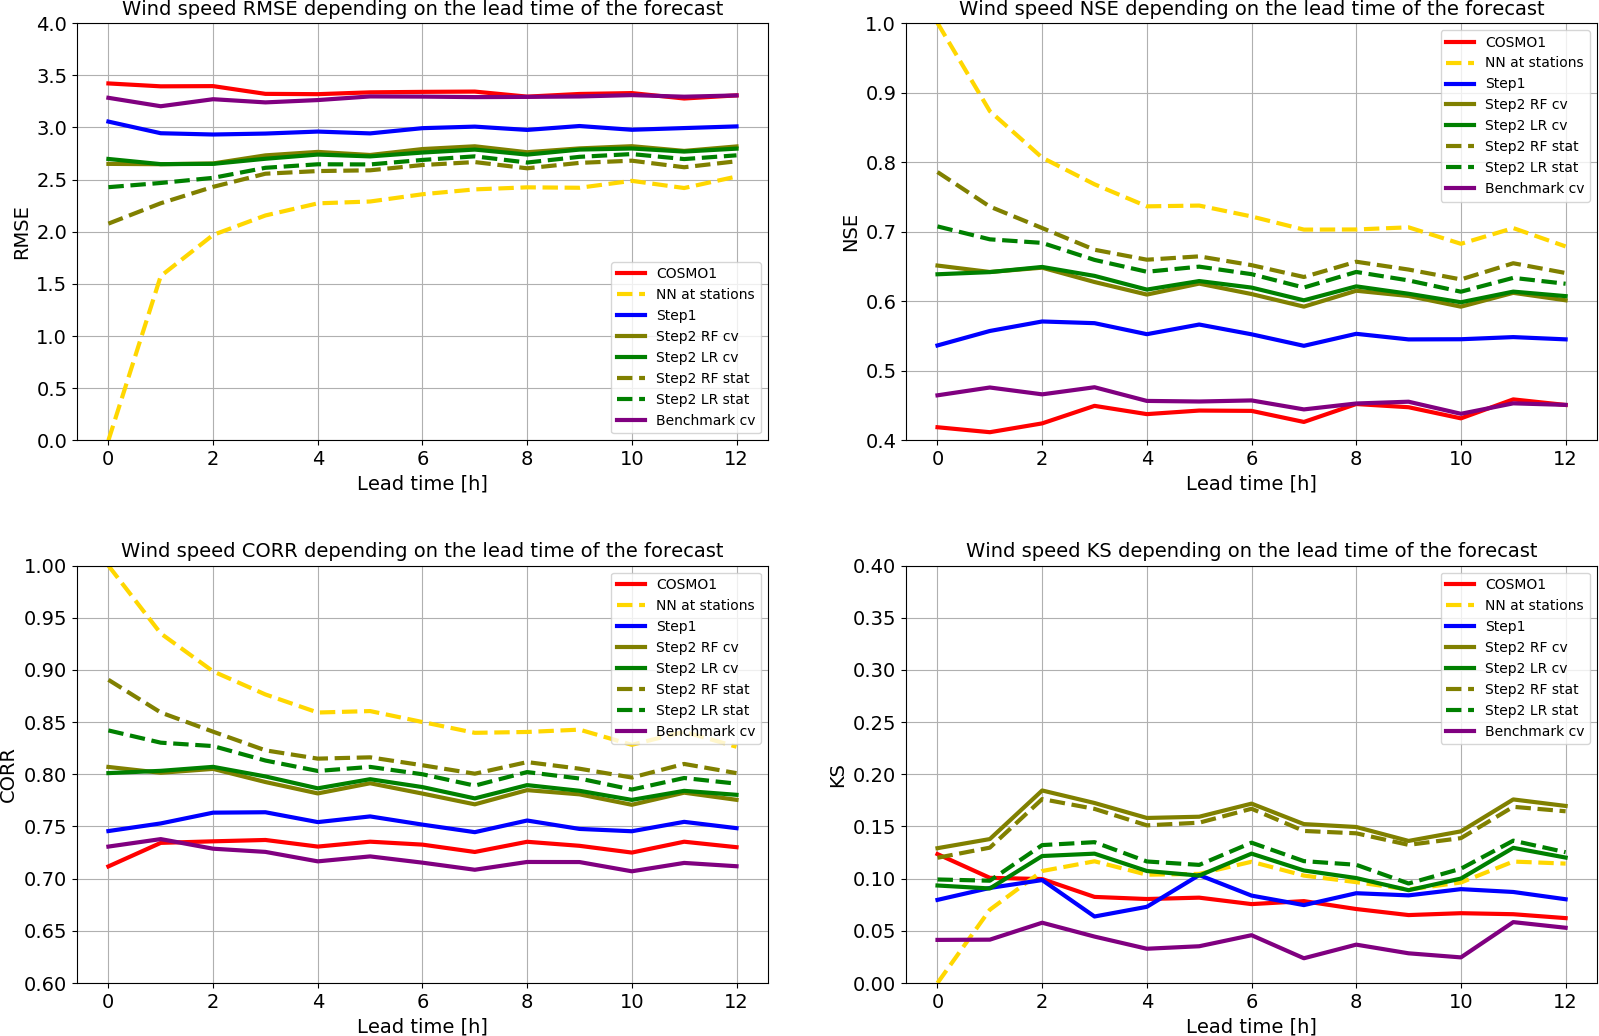 Wind speed RMSE depending on the lead time of the forecast
4.0
3.5
3.0
2.5
2.0
1.5
1.0
0.5
0.0
RMSE
COSMO1
NN at stations
Step1
Step2 RF cv
Step2 LR cv
Step2 RF stat
Step2 LR stat
Benchmark cv
0 2 4 6 8 10 12
Lead time [h]
Wind speed NSE depending on the lead time of the forecast
1.0
0.9
0.8
0.7
0.6
0.5
0.4
NSE
COSMO1
NN at stations
Step1
Step2 RF cv
Step2 LR cv
Step2 RF stat
Step2 LR stat
Benchmark cv
0 2 4 6 8 10 12
Lead time [h]
Wind speed CORR depending on the lead time of the forecast
1.00
0.95
0.90
0.85
0.80
0.75
0.70
0.65
0.60
CORR
COSMO1
NN at stations
Step1
Step2 RF cv
Step2 LR cv
Step2 RF stat
Step2 LR stat
Benchmark cv
0 2 4 6 8 10 12
Lead time [h]
Wind speed KS depending on the lead time of the forecast
0.40
0.35
0.30
0.25
0.20
0.15
0.10
0.05
0.00
KS
COSMO1
NN at stations
Step1
Step2 RF cv
Step2 LR cv
Step2 RF stat
Step2 LR stat
Benchmark cv
0 2 4 6 8 10 12
Lead time [h]